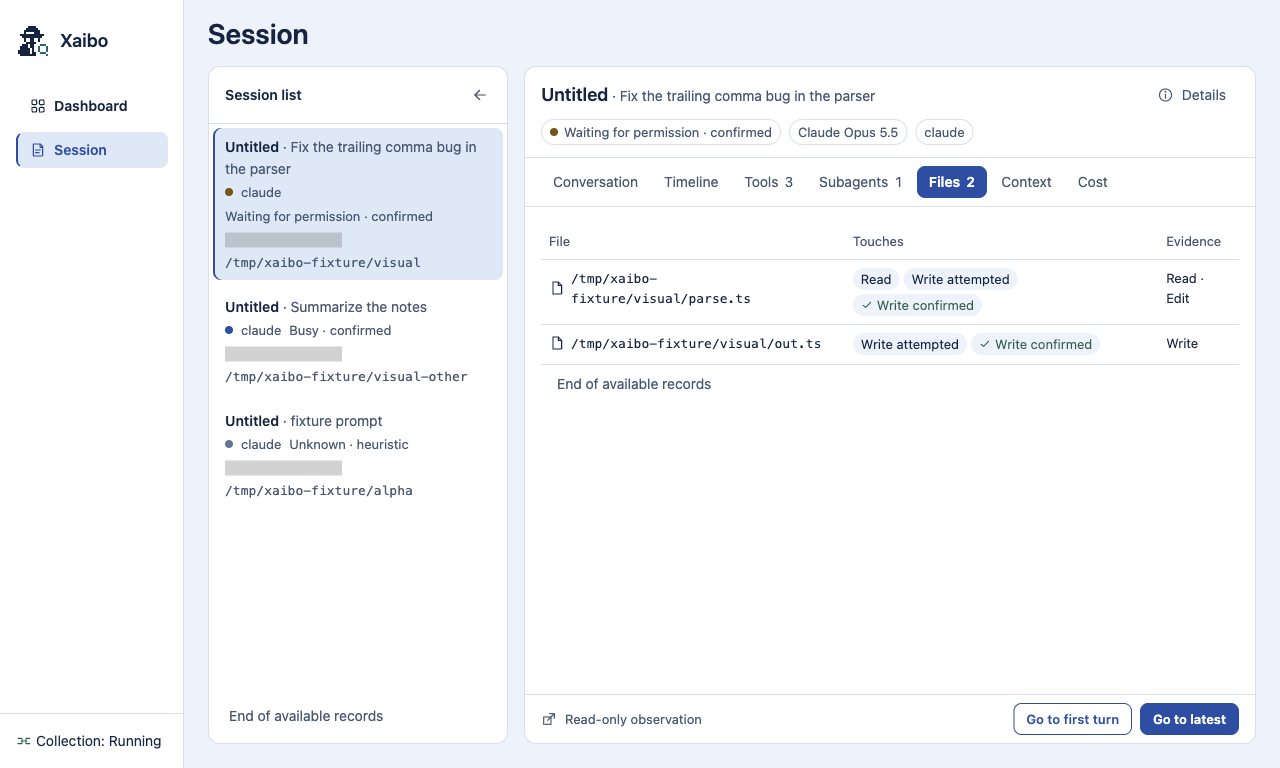 Xaibo
Dashboard
Session
Collection: Running
Session
Session list
Untitled · Fix the trailing comma bug in
the parser
claude
Waiting for permission · confirmed
/tmp/xaibo-fixture/visual
Untitled · Summarize the notes
claude Busy · confirmed
/tmp/xaibo-fixture/visual-other
Untitled · fixture prompt
claude Unknown · heuristic
/tmp/xaibo-fixture/alpha
End of available records
Untitled · Fix the trailing comma bug in the parser
Details
Waiting for permission · confirmed Claude Opus 5.5 claude
Conversation Timeline Tools 3 Subagents 1 Files 2 Context Cost
File Touches Evidence
/tmp/xaibo-
fixture/visual/parse.ts
Read Write attempted
Write confirmed
Read ·
Edit
/tmp/xaibo-fixture/visual/out.ts Write attempted Write confirmed Write
End of available records
Read-only observation Go to first turn Go to latest